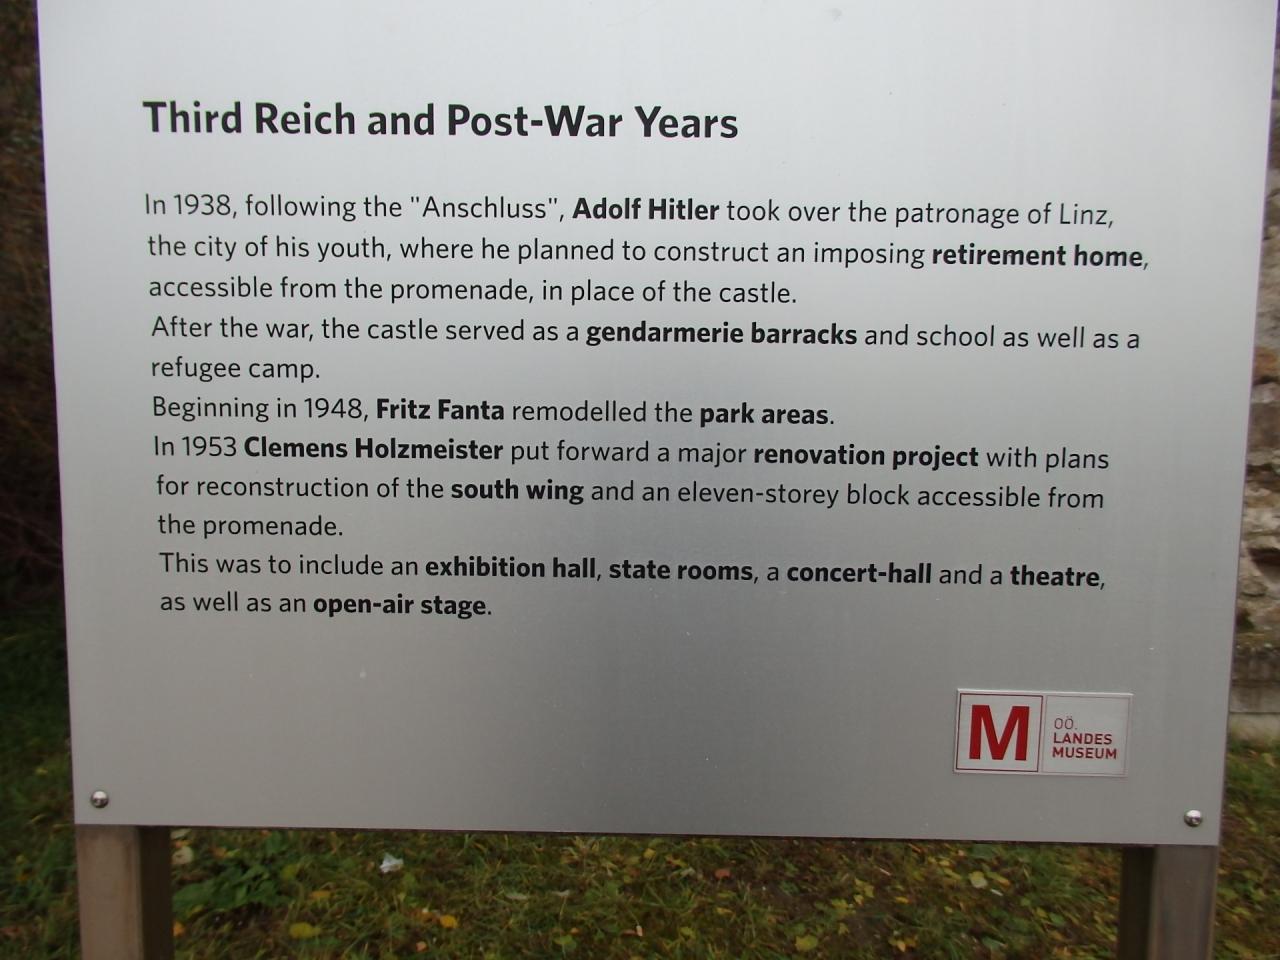 Third Reich and Post-War Years
In 1938, following the "Anschluss", Adolf Hitler took over the patronage of Linz,
the city of his youth, where he planned to construct an imposing retirement home,
accessible from the promenade, in place of the castle.
After the war, the castle served as a gendarmerie barracks and school as well as a
refugee camp.
Beginning in 1948, Fritz Fanta remodelled the park areas.
In 1953 Clemens Holzmeister put forward a major renovation project with plans
for reconstruction of the south wing and an eleven-storey block accessible from
the promenade.
This was to include an exhibition hall, state rooms, a concert-hall and a theatre,
as well as an open-air stage.
M
OÖ.
LANDES
MUSEUM